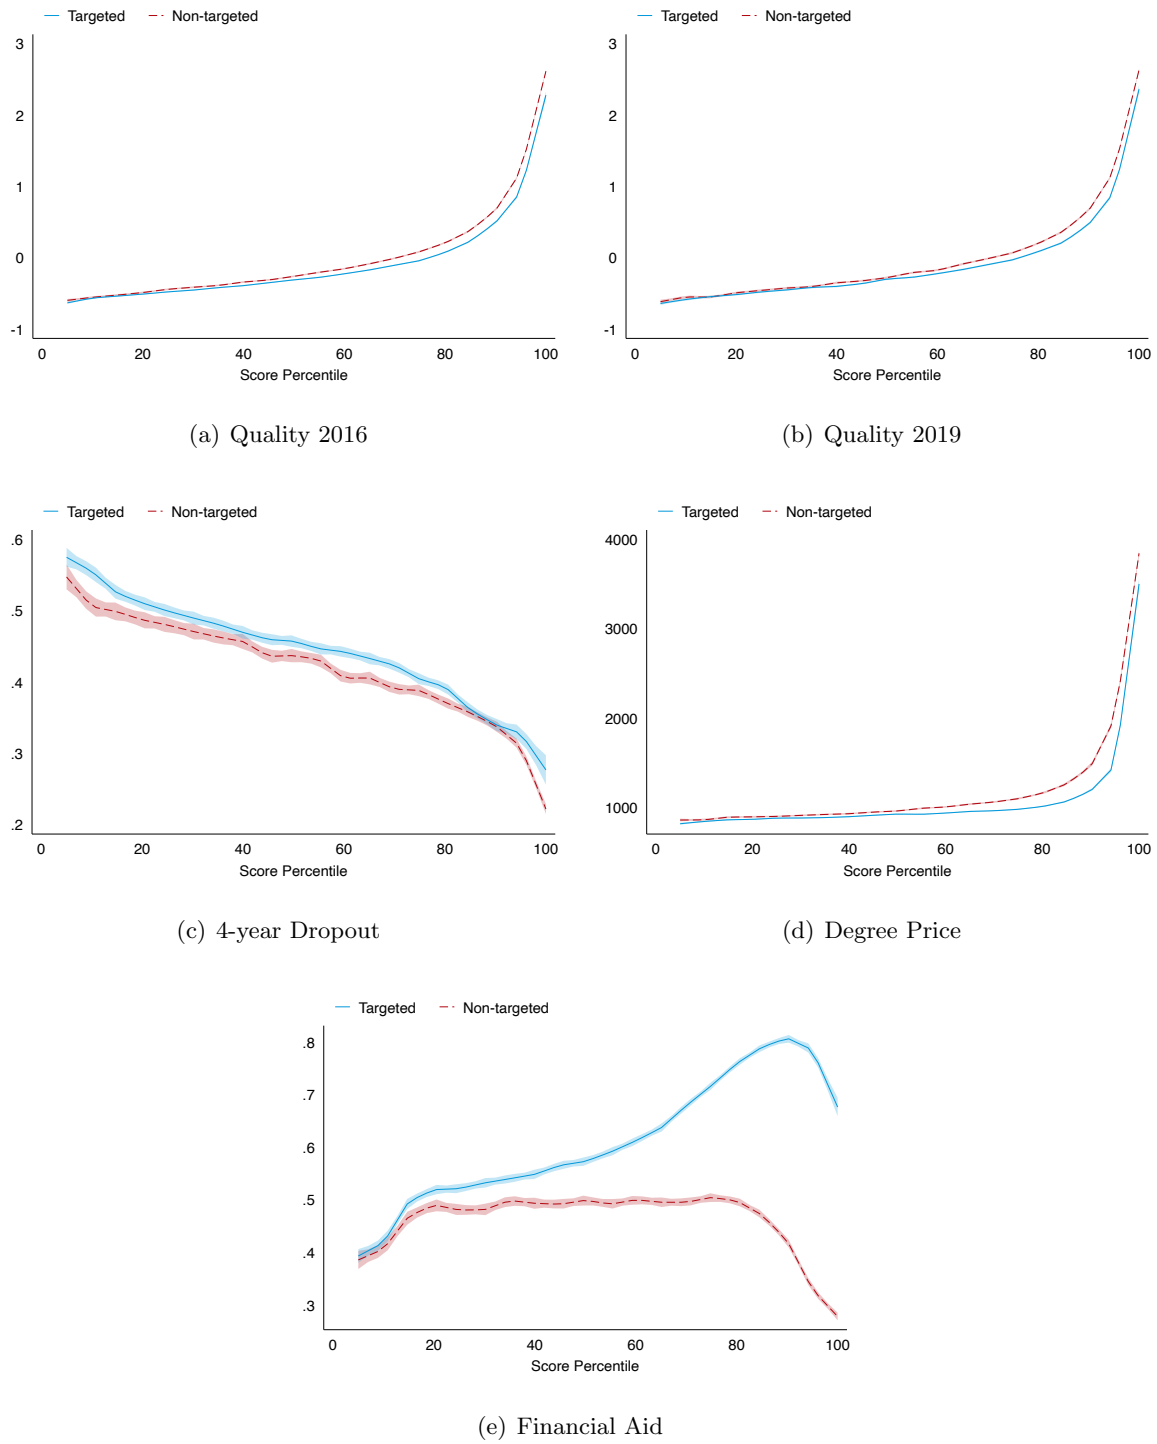 Targeted Non-targeted
3
2
1
0
-1
0 20 40 60 80 100
Score Percentile
(a) Quality 2016
Targeted Non-targeted
3
2
1
0
-1
0 20 40 60 80 100
Score Percentile
(b) Quality 2019
Targeted Non-targeted
.6
.5
.4
.3
.2
0 20 40 60 80 100
Score Percentile
(c) 4-year Dropout
Targeted Non-targeted
4000
3000
2000
1000
0 20 40 60 80 100
Score Percentile
(d) Degree Price
Targeted Non-targeted
.8
.7
.6
.5
.4
.3
0 20 40 60 80 100
Score Percentile
(e) Financial Aid